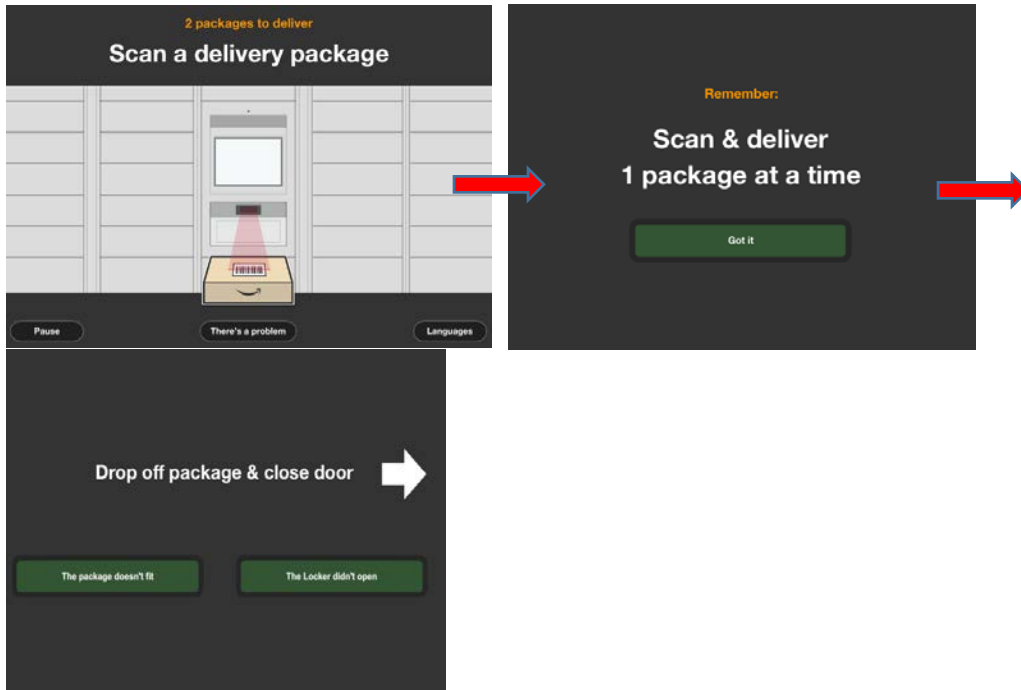 2 packages to deliver
Scan a delivery package
Pause
There's a problem
Languages
Remember:
Scan & deliver
1 package at a time
Got it
Drop off package & close door
The package doesn't fit
The Locker didn't open